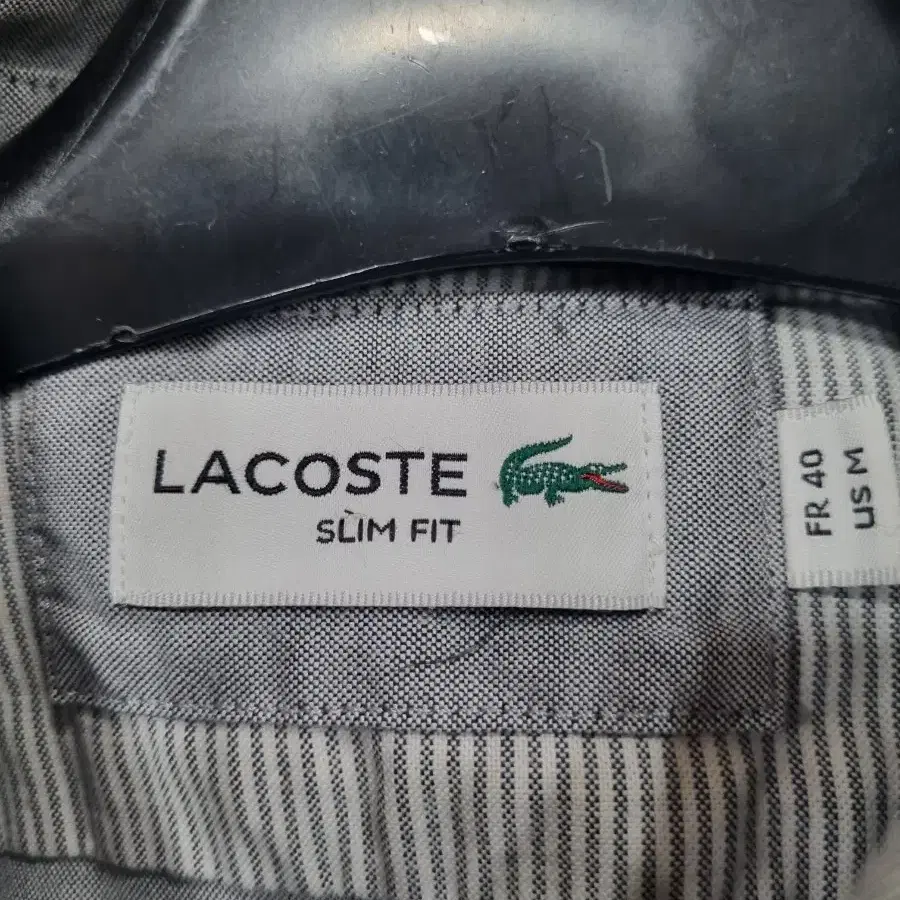 LACOSTE
SLIM FIT
FR 40
US M